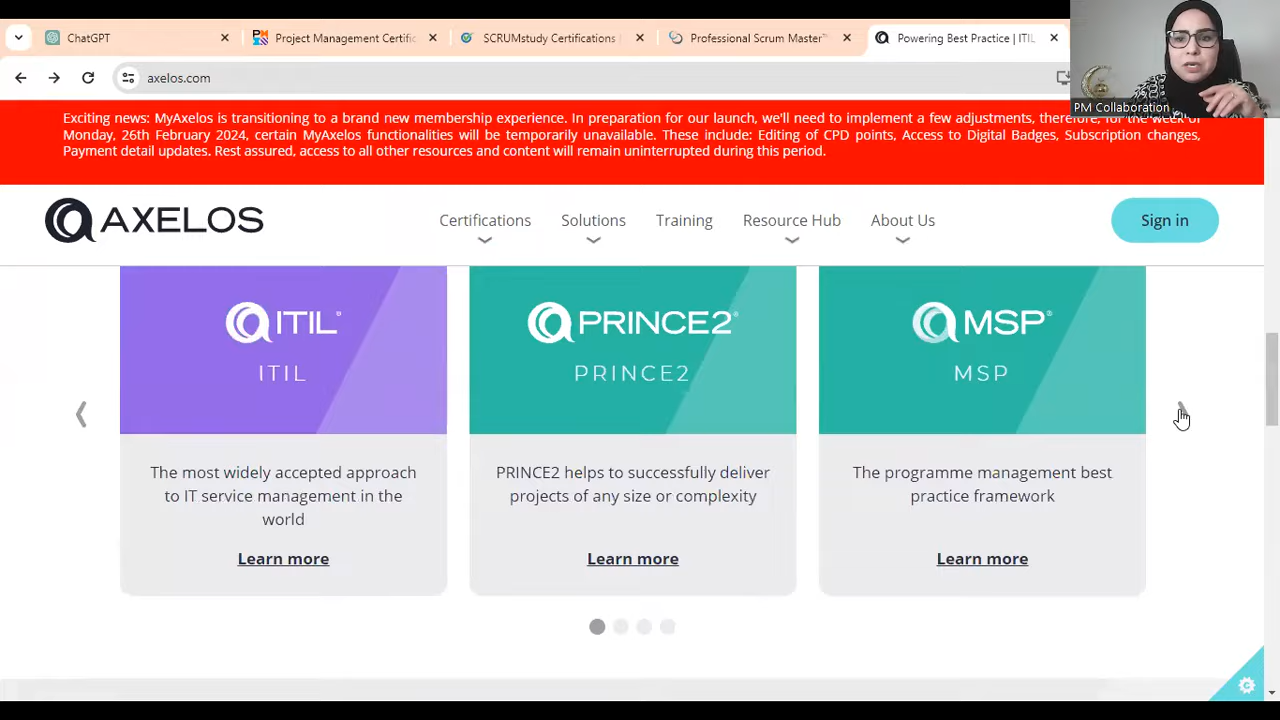 ChatGPT
Project Management Certific
SCRUMstudy Certifications
Professional Scrum Master™
Powering Best Practice | ITIL
axelos.com
PM Collaboration
Exciting news: MyAxelos is transitioning to a brand new membership experience. In preparation for our launch, we'll need to implement a few adjustments, therefore, for the week of
Monday, 26th February 2024, certain MyAxelos functionalities will be temporarily unavailable. These include: Editing of CPD points, Access to Digital Badges, Subscription changes,
Payment detail updates. Rest assured, access to all other resources and content will remain uninterrupted during this period.
AXELOS
Certifications
Solutions
Training
Resource Hub
About Us
Sign in
ITIL®
ITIL
PRINCE2®
PRINCE2
MSP®
MSP
The most widely accepted approach
to IT service management in the
world
Learn more
PRINCE2 helps to successfully deliver
projects of any size or complexity
Learn more
The programme management best
practice framework
Learn more